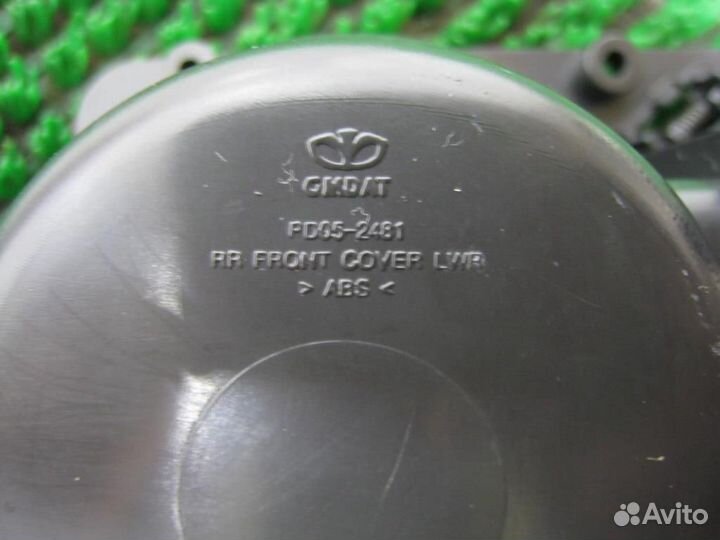 GMDAT
PD05-2481
RR FRONT COVER LWR
> ABS <
Avito